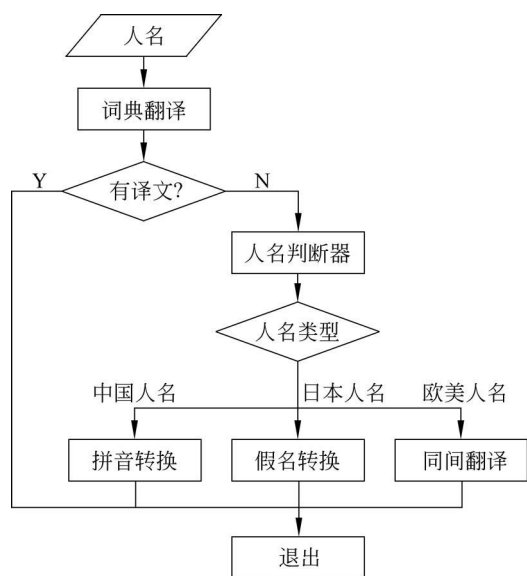 人名
词典翻译
Y
有译文?
N
人名判断器
人名类型
中国人名
日本人名
欧美人名
拼音转换
假名转换
同间翻译
退出